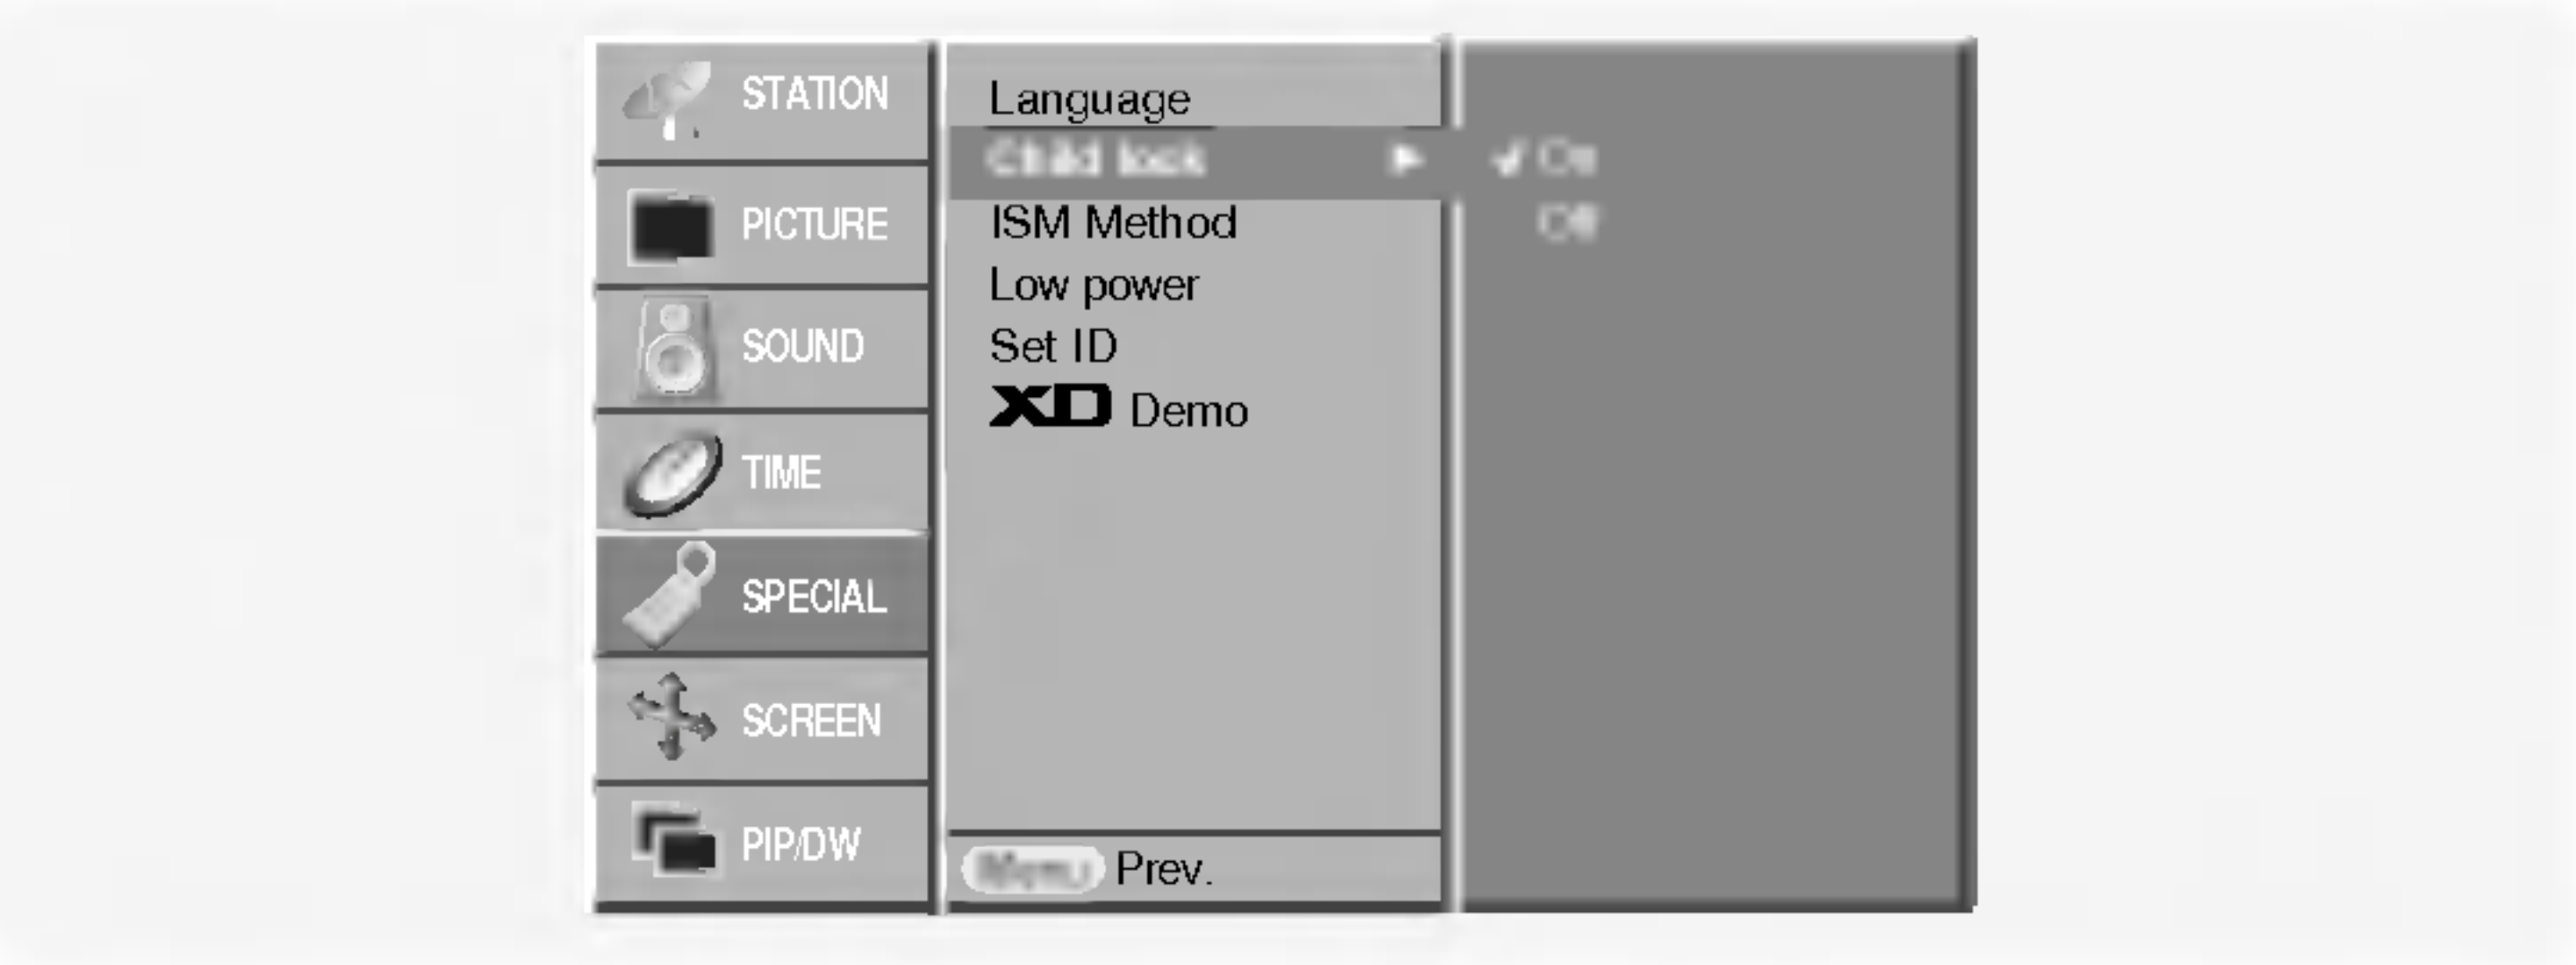 STATION
PICTURE
SOUND
TIME
SPECIAL
SCREEN
PIP/DW
Language
Child lock
ISM Method
Low power
Set ID
XD Demo
Menu Prev.
On
Off